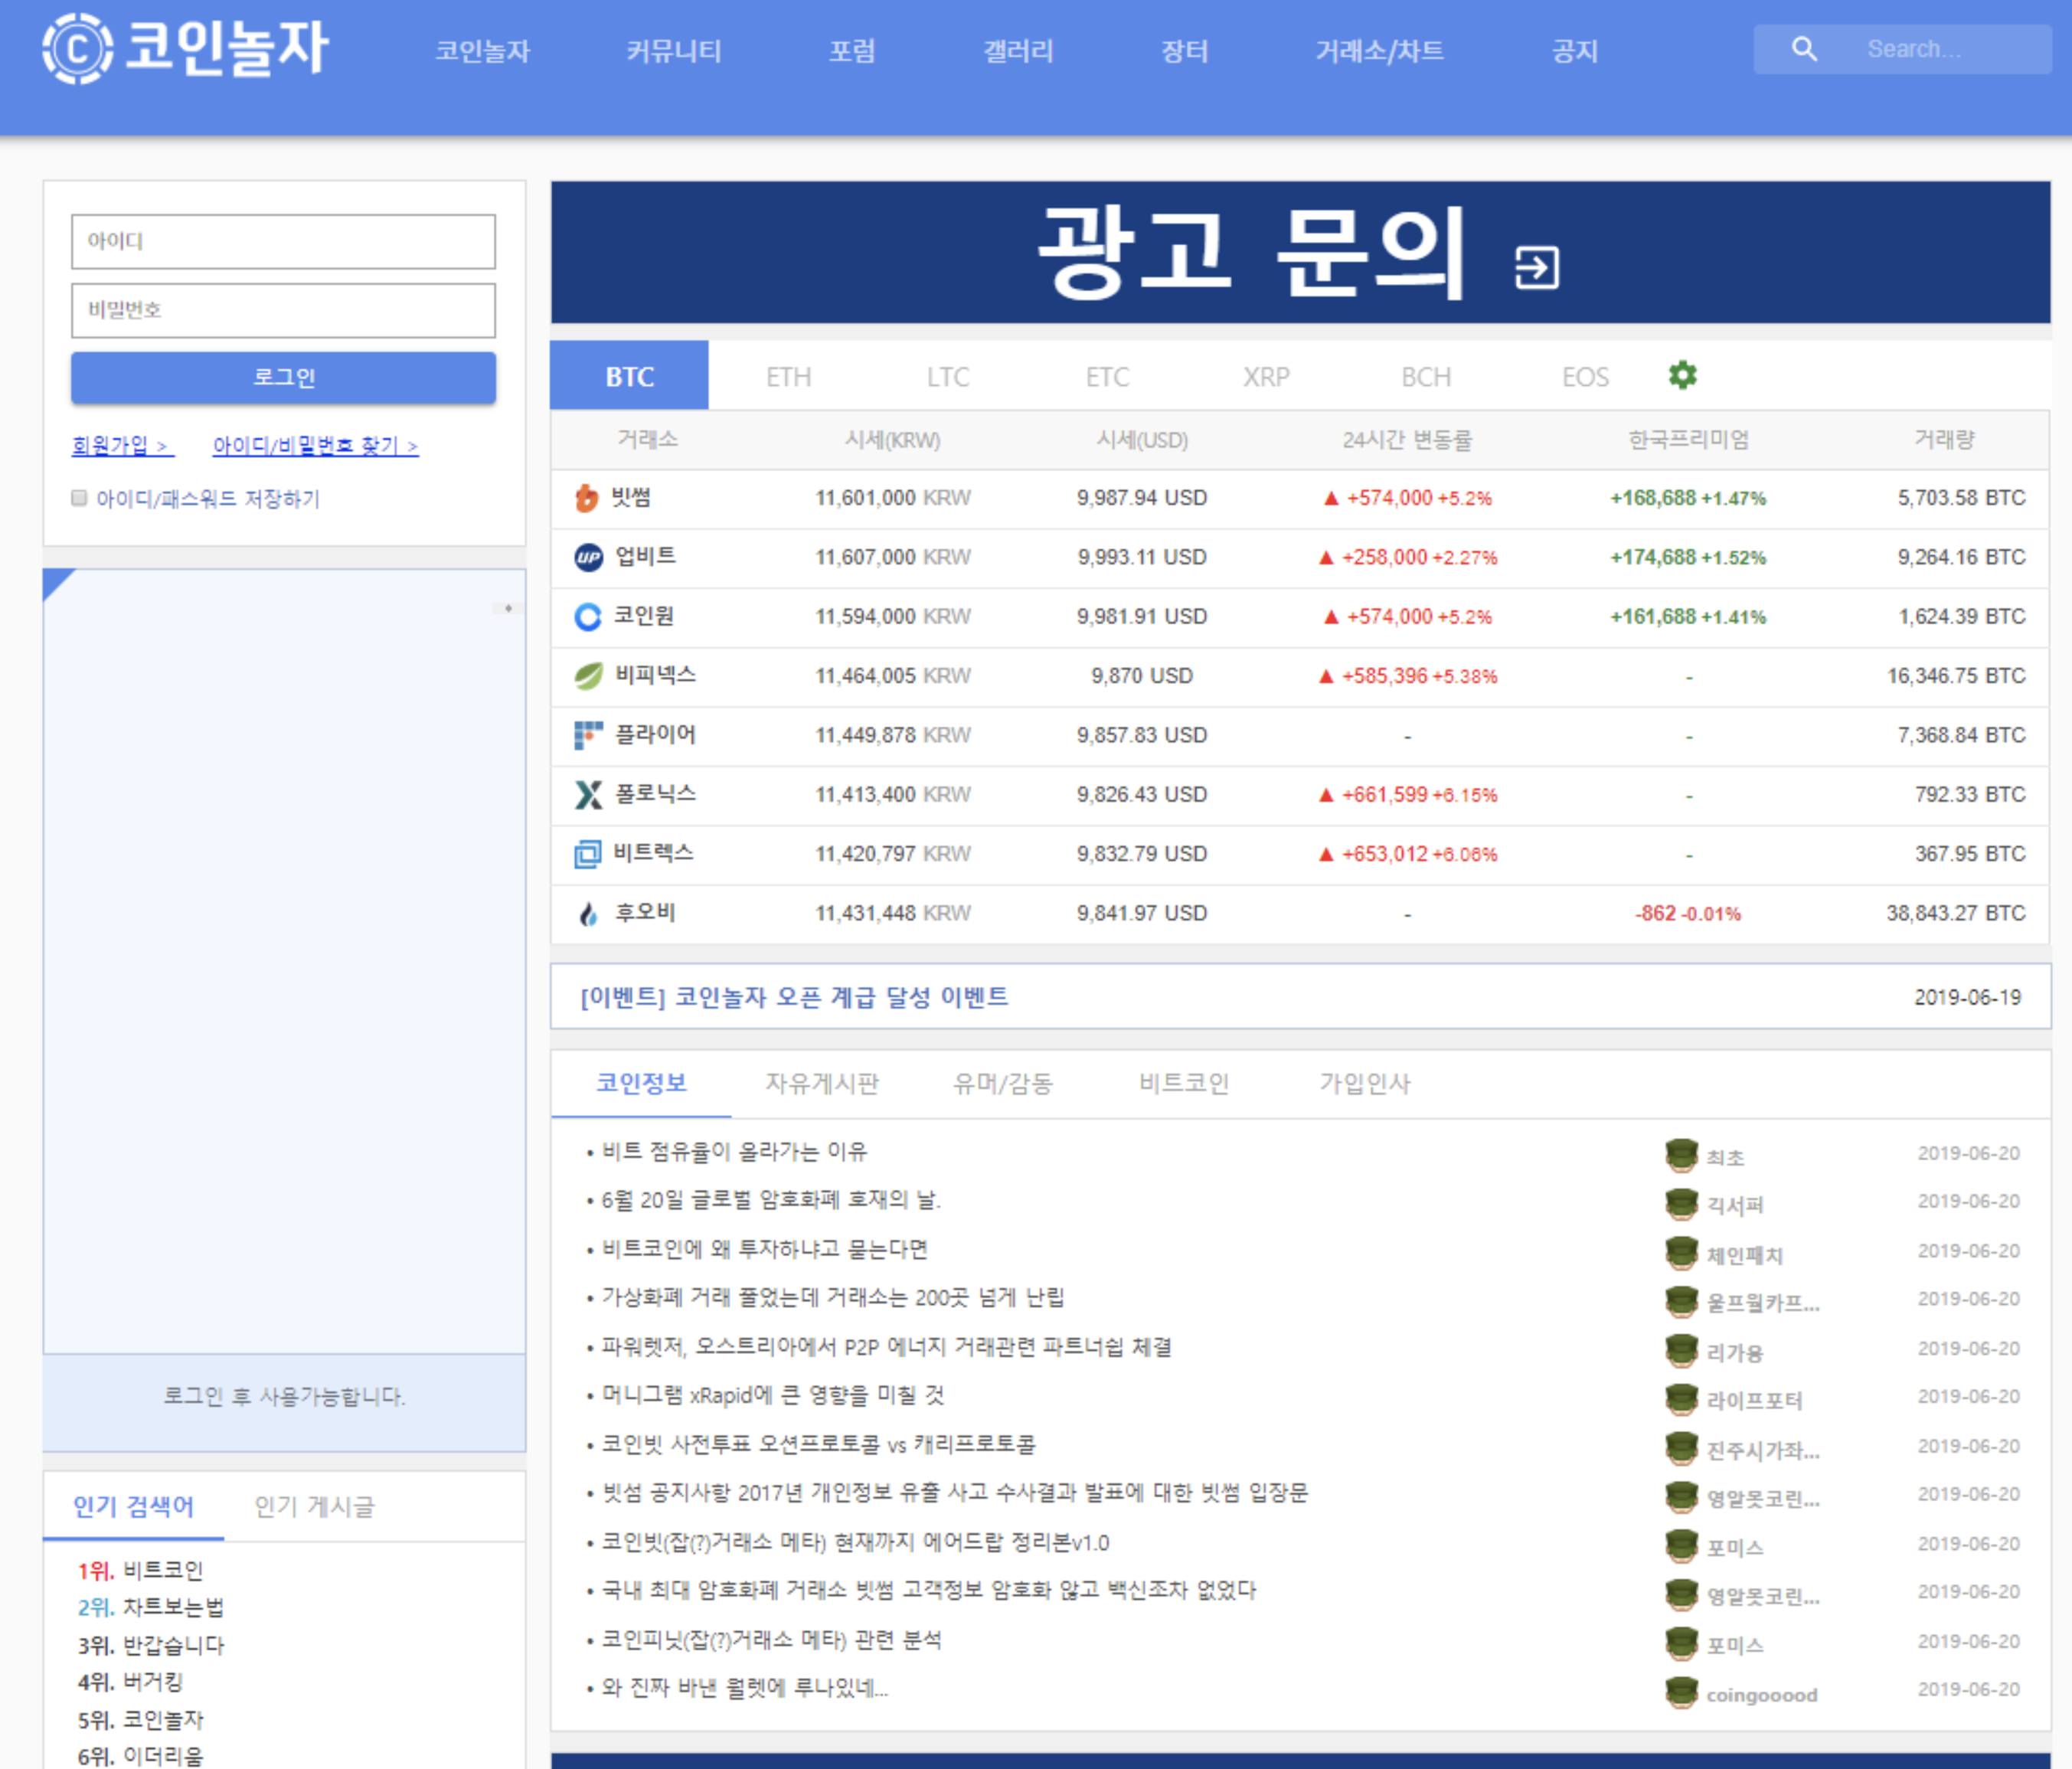 코인놀자
코인놀자 커뮤니티 포럼 갤러리 장터 거래소/차트 공지 Search...
아이디
비밀번호
로그인
회원가입 > 아이디/비밀번호 찾기 >
아이디/패스워드 저장하기
로그인 후 사용가능합니다.
인기 검색어 인기 게시글
1위. 비트코인
2위. 차트보는법
3위. 반갑습니다
4위. 버거킹
5위. 코인놀자
6위. 이더리움
광고 문의
BTC ETH LTC ETC XRP BCH EOS
거래소 시세(KRW) 시세(USD) 24시간 변동률 한국프리미엄 거래량
빗썸 11,601,000 KRW 9,987.94 USD ▲ +574,000 +5.2% +168,688 +1.47% 5,703.58 BTC
업비트 11,607,000 KRW 9,993.11 USD ▲ +258,000 +2.27% +174,688 +1.52% 9,264.16 BTC
코인원 11,594,000 KRW 9,981.91 USD ▲ +574,000 +5.2% +161,688 +1.41% 1,624.39 BTC
비피넥스 11,464,005 KRW 9,870 USD ▲ +585,396 +5.38% - 16,346.75 BTC
플라이어 11,449,878 KRW 9,857.83 USD - - 7,368.84 BTC
폴로닉스 11,413,400 KRW 9,826.43 USD ▲ +661,599 +6.15% - 792.33 BTC
비트렉스 11,420,797 KRW 9,832.79 USD ▲ +653,012 +6.06% - 367.95 BTC
후오비 11,431,448 KRW 9,841.97 USD - -862 -0.01% 38,843.27 BTC
[이벤트] 코인놀자 오픈 계급 달성 이벤트 2019-06-19
코인정보 자유게시판 유머/감동 비트코인 가입인사
• 비트 점유율이 올라가는 이유 최초 2019-06-20
• 6월 20일 글로벌 암호화폐 호재의 날. 긱서퍼 2019-06-20
• 비트코인에 왜 투자하냐고 묻는다면 체인패치 2019-06-20
• 가상화폐 거래 풀었는데 거래소는 200곳 넘게 난립 울프월카프... 2019-06-20
• 파워렛저, 오스트리아에서 P2P 에너지 거래관련 파트너쉽 체결 리가용 2019-06-20
• 머니그램 xRapid에 큰 영향을 미칠 것 라이프포터 2019-06-20
• 코인빗 사전투표 오션프로토콜 vs 캐리프로토콜 진주시가좌... 2019-06-20
• 빗섬 공지사항 2017년 개인정보 유출 사고 수사결과 발표에 대한 빗썸 입장문 영알못코린... 2019-06-20
• 코인빗(잡(?)거래소 메타) 현재까지 에어드랍 정리본v1.0 포미스 2019-06-20
• 국내 최대 암호화폐 거래소 빗썸 고객정보 암호화 않고 백신조차 없었다 영알못코린... 2019-06-20
• 코인피닛(잡(?)거래소 메타) 관련 분석 포미스 2019-06-20
• 와 진짜 바낸 월렛에 루나있네... coingooood 2019-06-20